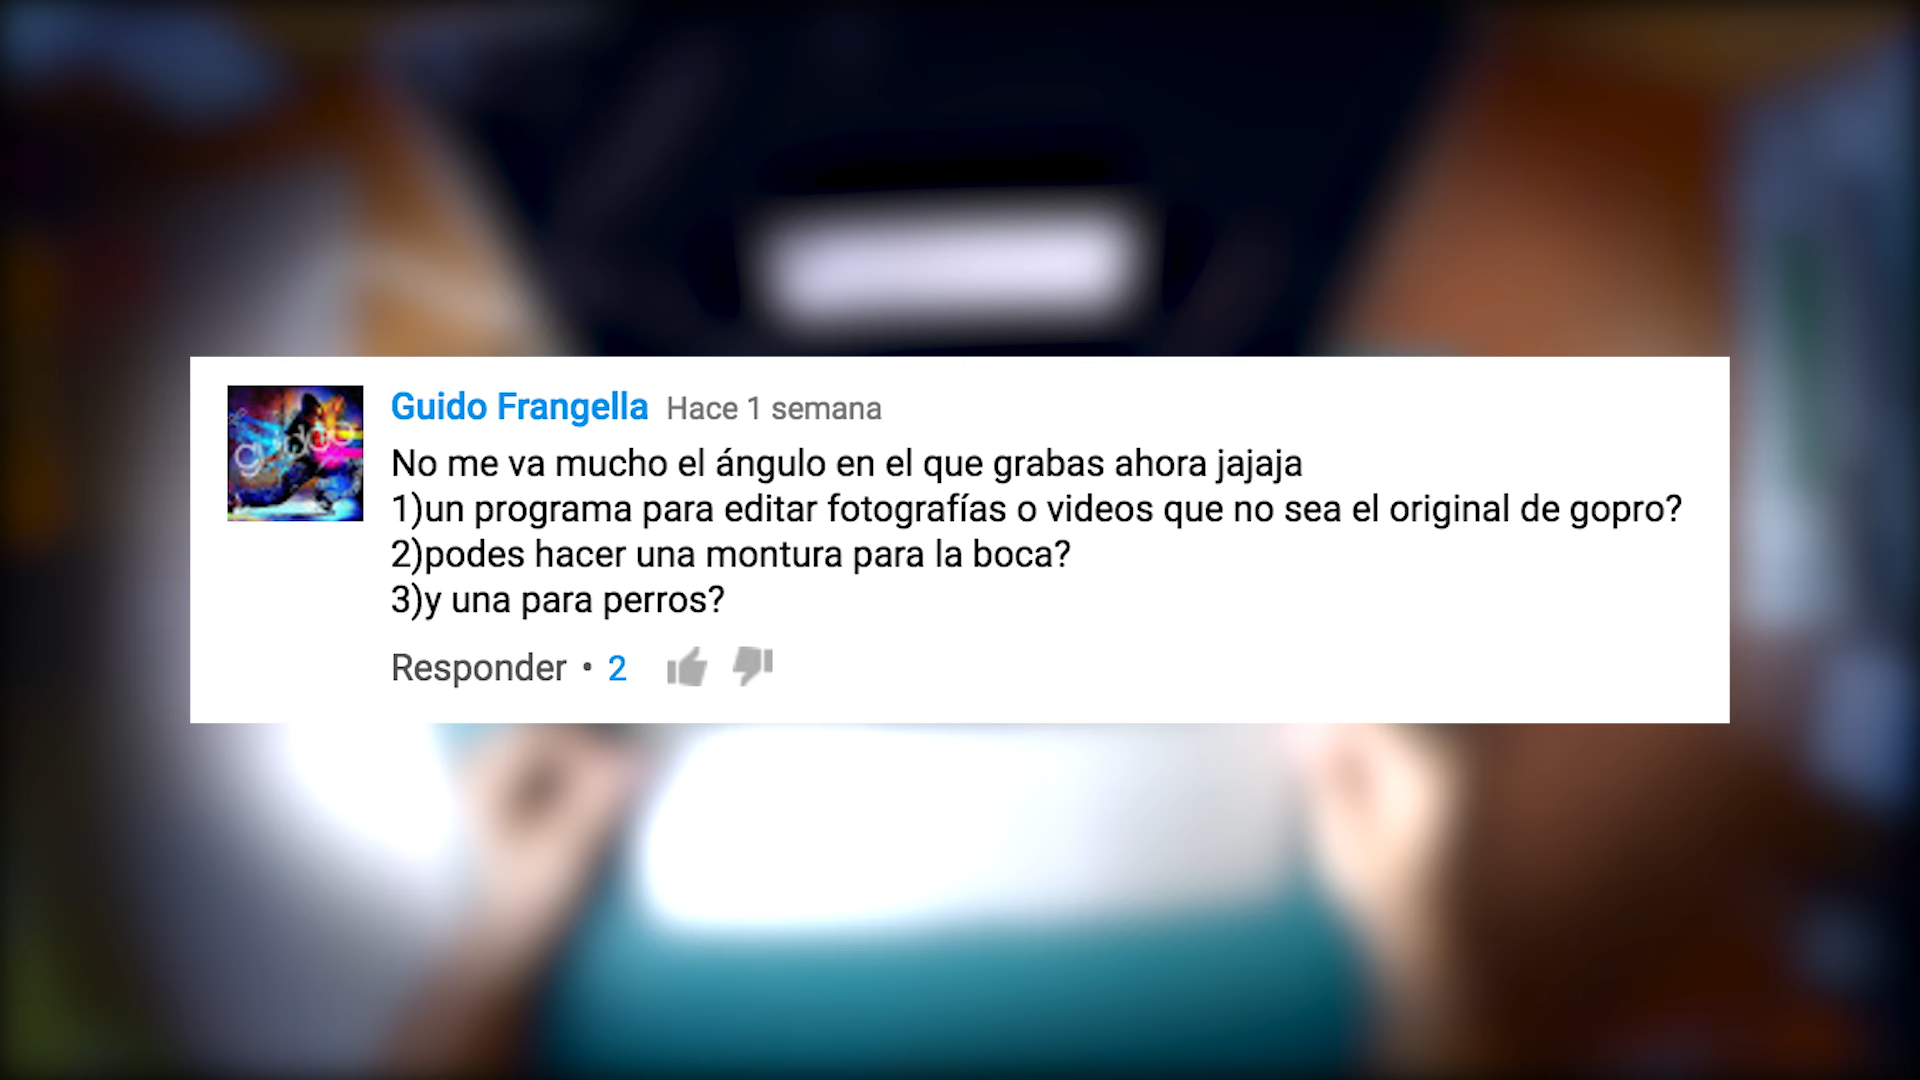 guidoo
Guido Frangella Hace 1 semana
No me va mucho el ángulo en el que grabas ahora jajaja
1)un programa para editar fotografías o videos que no sea el original de gopro?
2)podes hacer una montura para la boca?
3)y una para perros?
Responder • 2